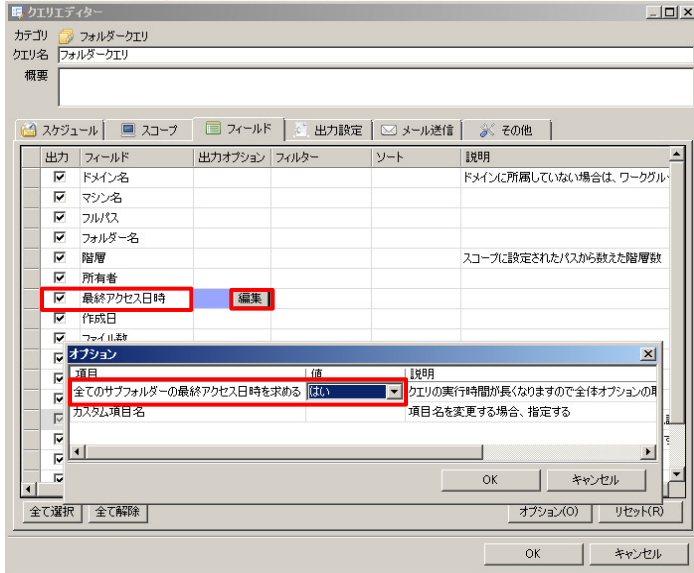 クエリエディター
カテゴリ フォルダークエリ
クエリ名 フォルダークエリ
概要
スケジュール スコープ フィールド 出力設定 メール送信 その他
出力 フィールド 出力オプション フィルター ソート 説明
ドメイン名 ドメインに所属していない場合は、ワークグル
マシン名
フルパス
フォルダー名
階層 スコープに設定されたパスから数えた階層数
所有者
最終アクセス日時 編集
作成日
ファイル数
オプション
項目 値 説明
全てのサブフォルダーの最終アクセス日時を求める はい クエリの実行時間が長くなりますので全体オプションの
カスタム項目名 項目名を変更する場合、指定する
OK キャンセル
全て選択 全て解除 オプション(O) リセット(R)
OK キャンセル